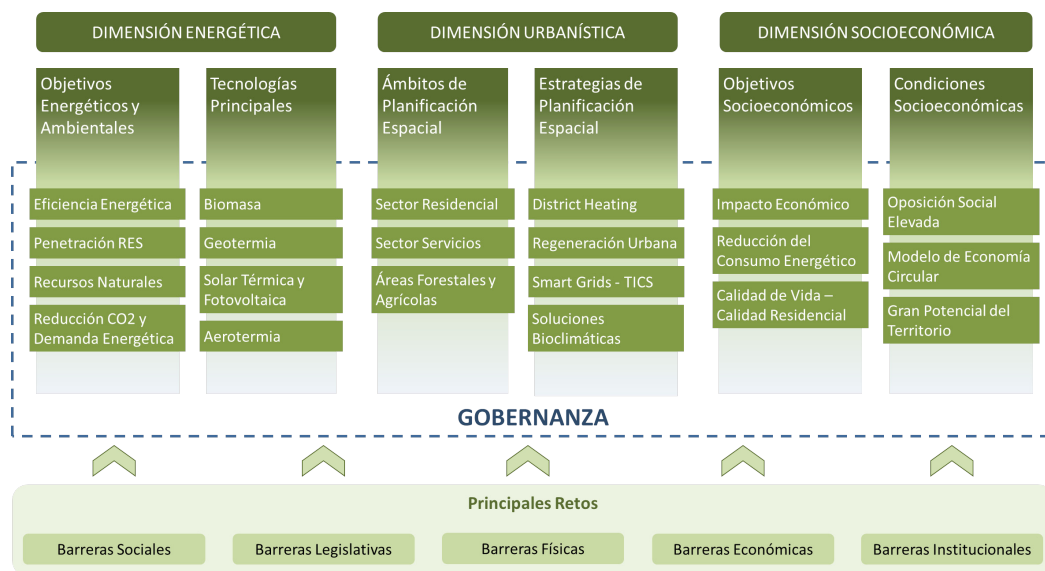 DIMENSIÓN ENERGÉTICA
DIMENSIÓN URBANÍSTICA
DIMENSIÓN SOCIOECONÓMICA
Objetivos
Energéticos y
Ambientales
Tecnologías
Principales
Ámbitos de
Planificación
Espacial
Estrategias de
Planificación
Espacial
Objetivos
Socioeconómicos
Condiciones
Socioeconómicas
Eficiencia Energética
Penetración RES
Recursos Naturales
Reducción CO2 y
Demanda Energética
Biomasa
Geotermia
Solar Térmica y
Fotovoltaica
Aerotermia
Sector Residencial
Sector Servicios
Áreas Forestales y
Agrícolas
District Heating
Regeneración Urbana
Smart Grids - TICS
Soluciones
Bioclimáticas
Impacto Económico
Reducción del
Consumo Energético
Calidad de Vida –
Calidad Residencial
Oposición Social
Elevada
Modelo de Economía
Circular
Gran Potencial del
Territorio
GOBERNANZA
Principales Retos
Barreras Sociales
Barreras Legislativas
Barreras Físicas
Barreras Económicas
Barreras Institucionales